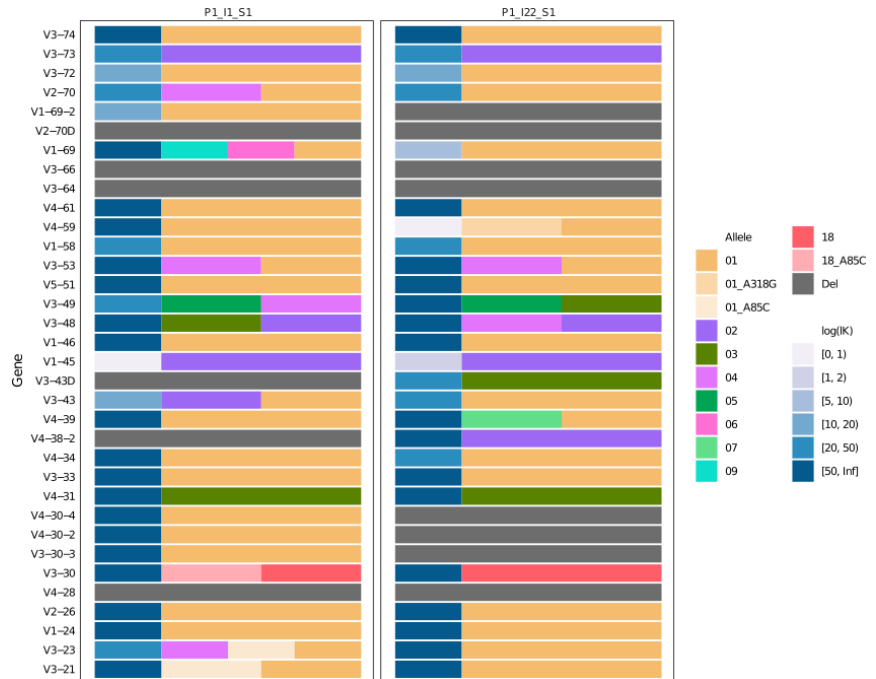 P1_I1_S1
P1_I22_S1
V3−74
V3−73
V3−72
V2−70
V1−69−2
V2−70D
V1−69
V3−66
V3−64
V4−61
V4−59
V1−58
V3−53
V5−51
V3−49
V3−48
V1−46
V1−45
V3−43D
V3−43
V4−39
V4−38−2
V4−34
V3−33
V4−31
V4−30−4
V4−30−2
V3−30−3
V3−30
V4−28
V2−26
V1−24
V3−23
V3−21
Gene
Allele
01
01_A318G
01_A85C
02
03
04
05
06
07
09
18
18_A85C
Del
log(lK)
[0, 1)
[1, 2)
[5, 10)
[10, 20)
[20, 50)
[50, Inf]